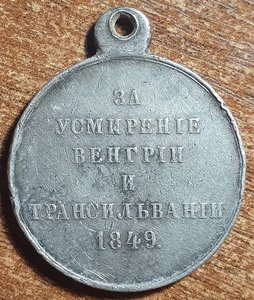 ЗА
УСМИРЕНІЕ
ВЕНГРІИ
И
ТРАНСИЛЬВАНІИ
1849.